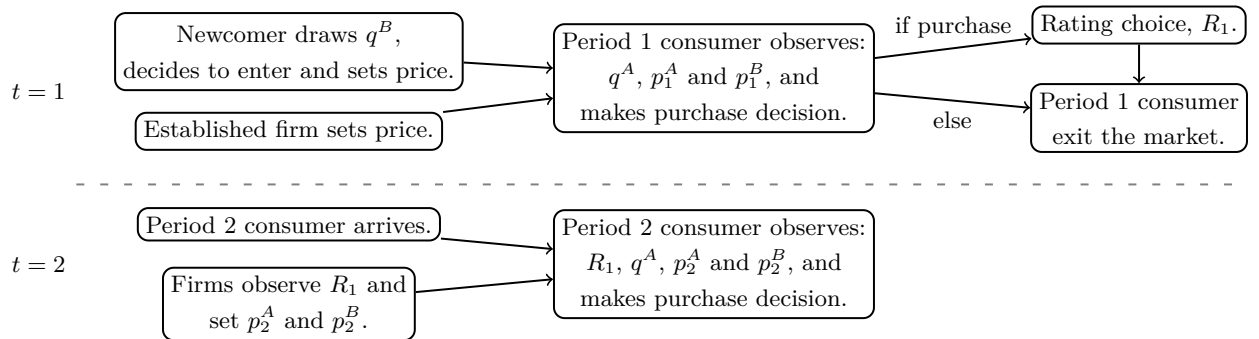 t = 1
Newcomer draws q^B,
decides to enter and sets price.
Established firm sets price.
Period 1 consumer observes:
q^A, p_1^A and p_1^B, and
makes purchase decision.
if purchase
else
Rating choice, R_1.
Period 1 consumer
exit the market.
t = 2
Period 2 consumer arrives.
Firms observe R_1 and
set p_2^A and p_2^B.
Period 2 consumer observes:
R_1, q^A, p_2^A and p_2^B, and
makes purchase decision.